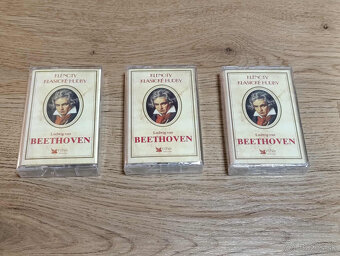 KLENOTY
KLASICKÉ HUDBY
Ludwig van
BEETHOVEN
KLENOTY
KLASICKÉ HUDBY
Ludwig van
BEETHOVEN
KLENOTY
KLASICKÉ HUDBY
Ludwig van
BEETHOVEN